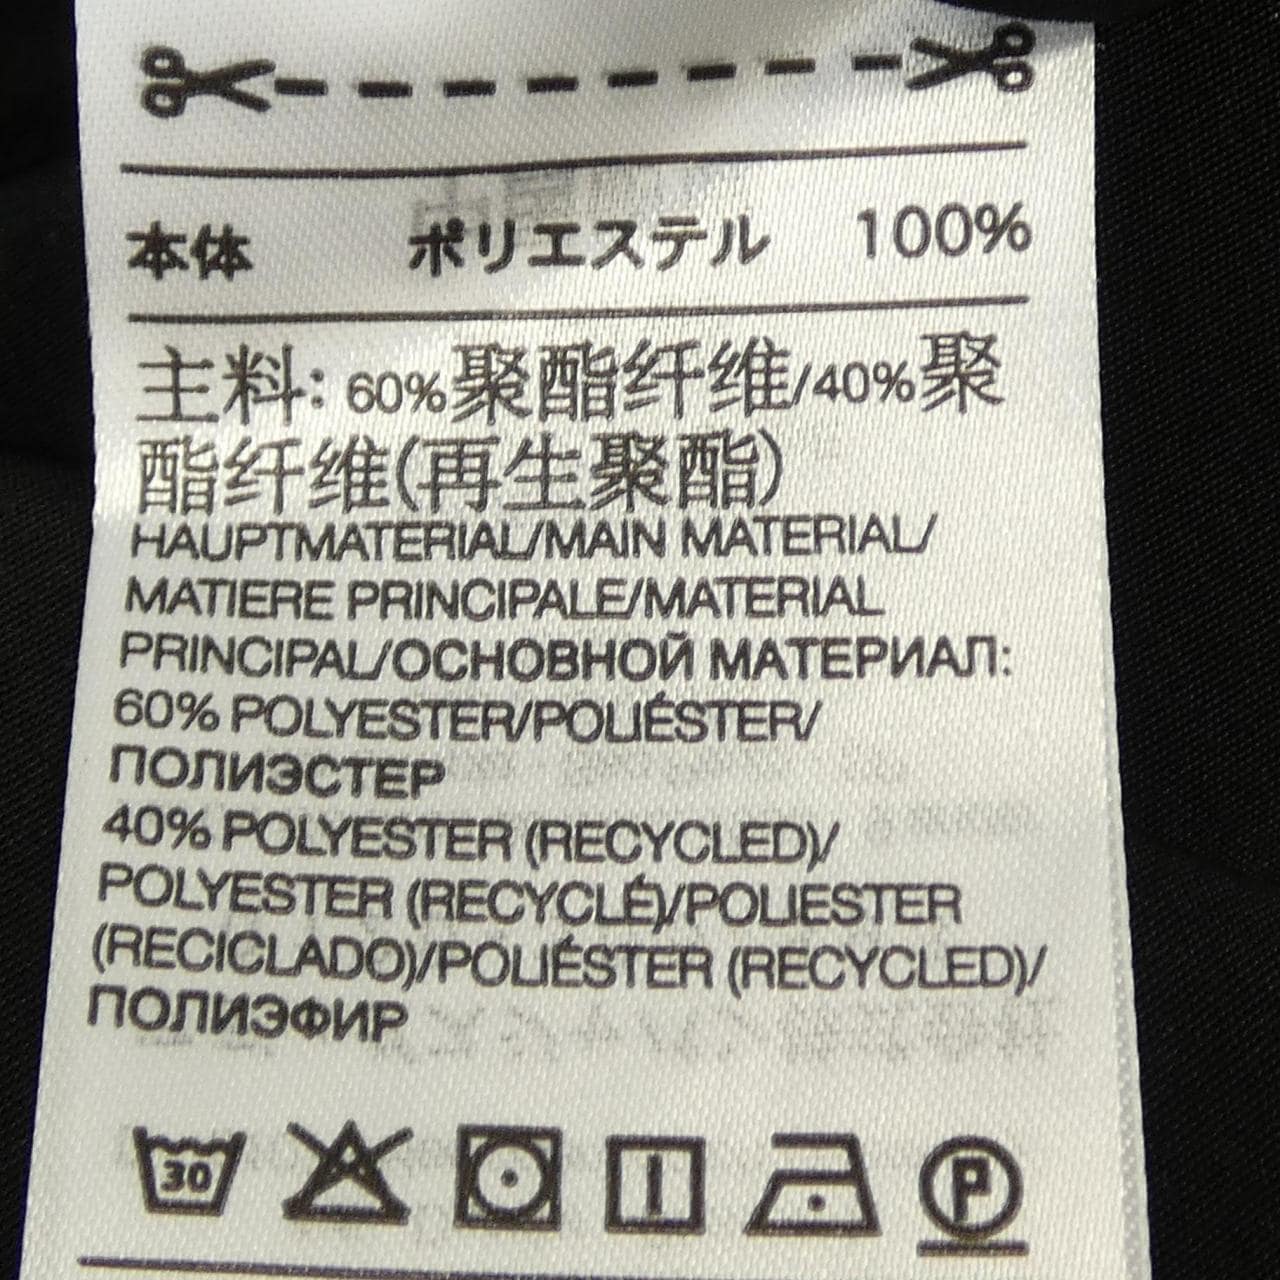 本体 ポリエステル 100%
主料: 60%聚酯纤维/40%聚
酯纤维(再生聚酯)
HAUPTMATERIAL/MAIN MATERIAL/
MATIERE PRINCIPALE/MATERIAL
PRINCIPAL/ОСНОВНОЙ МАТЕРИАЛ:
60% POLYESTER/POLIÉSTER/
ПОЛИЭСТЕР
40% POLYESTER (RECYCLED)/
POLYESTER (RECYCLÉ)/POLIESTER
(RECICLADO)/POLIÉSTER (RECYCLED)/
ПОЛИЭФИР
30 P